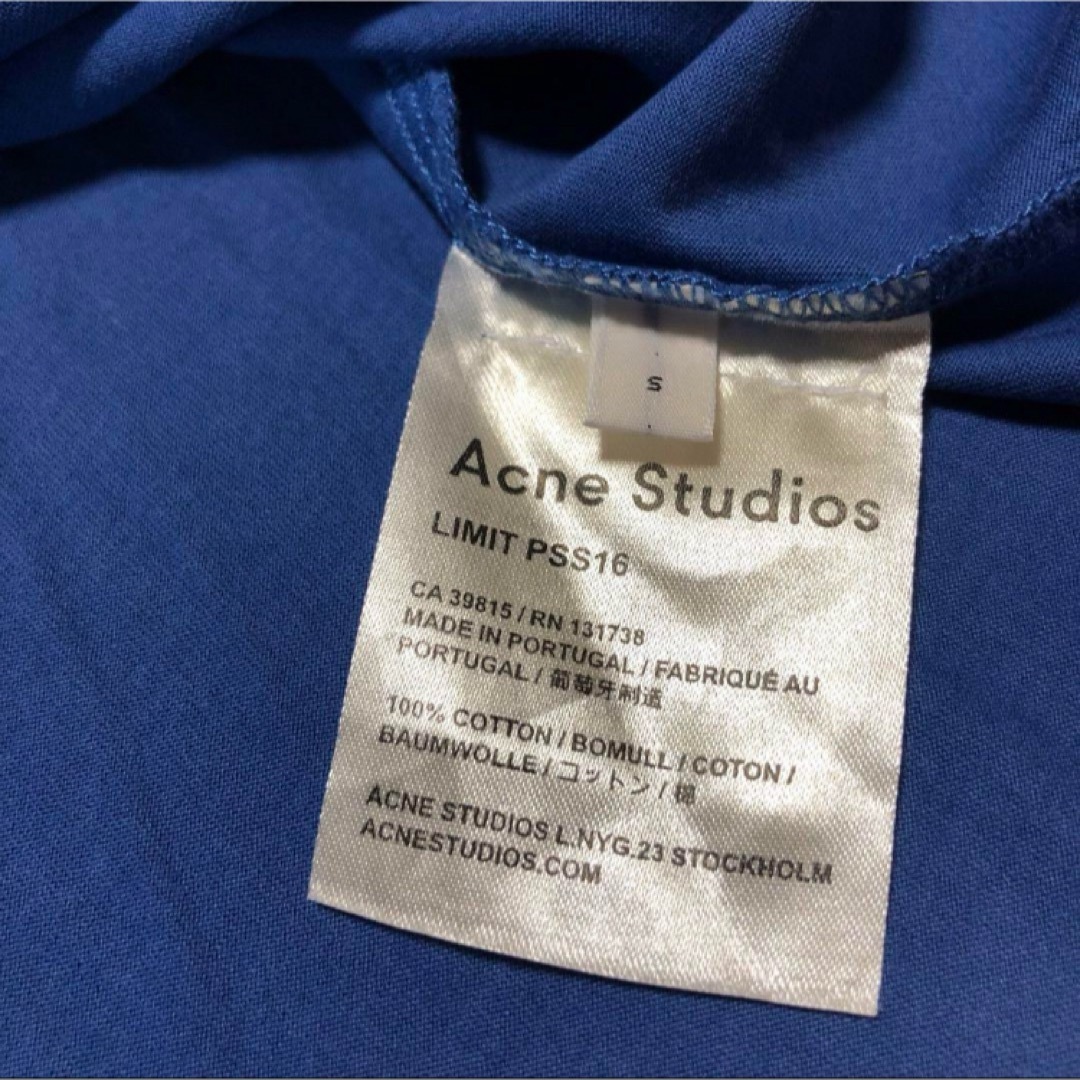 S
Acne Studios
LIMIT PSS16
CA 39815 / RN 131738
MADE IN PORTUGAL / FABRIQUÉ AU
PORTUGAL / 葡萄牙制造
100% COTTON / BOMULL / COTON /
BAUMWOLLE / コットン / 棉
ACNE STUDIOS L.NYG.23 STOCKHOLM
ACNESTUDIOS.COM